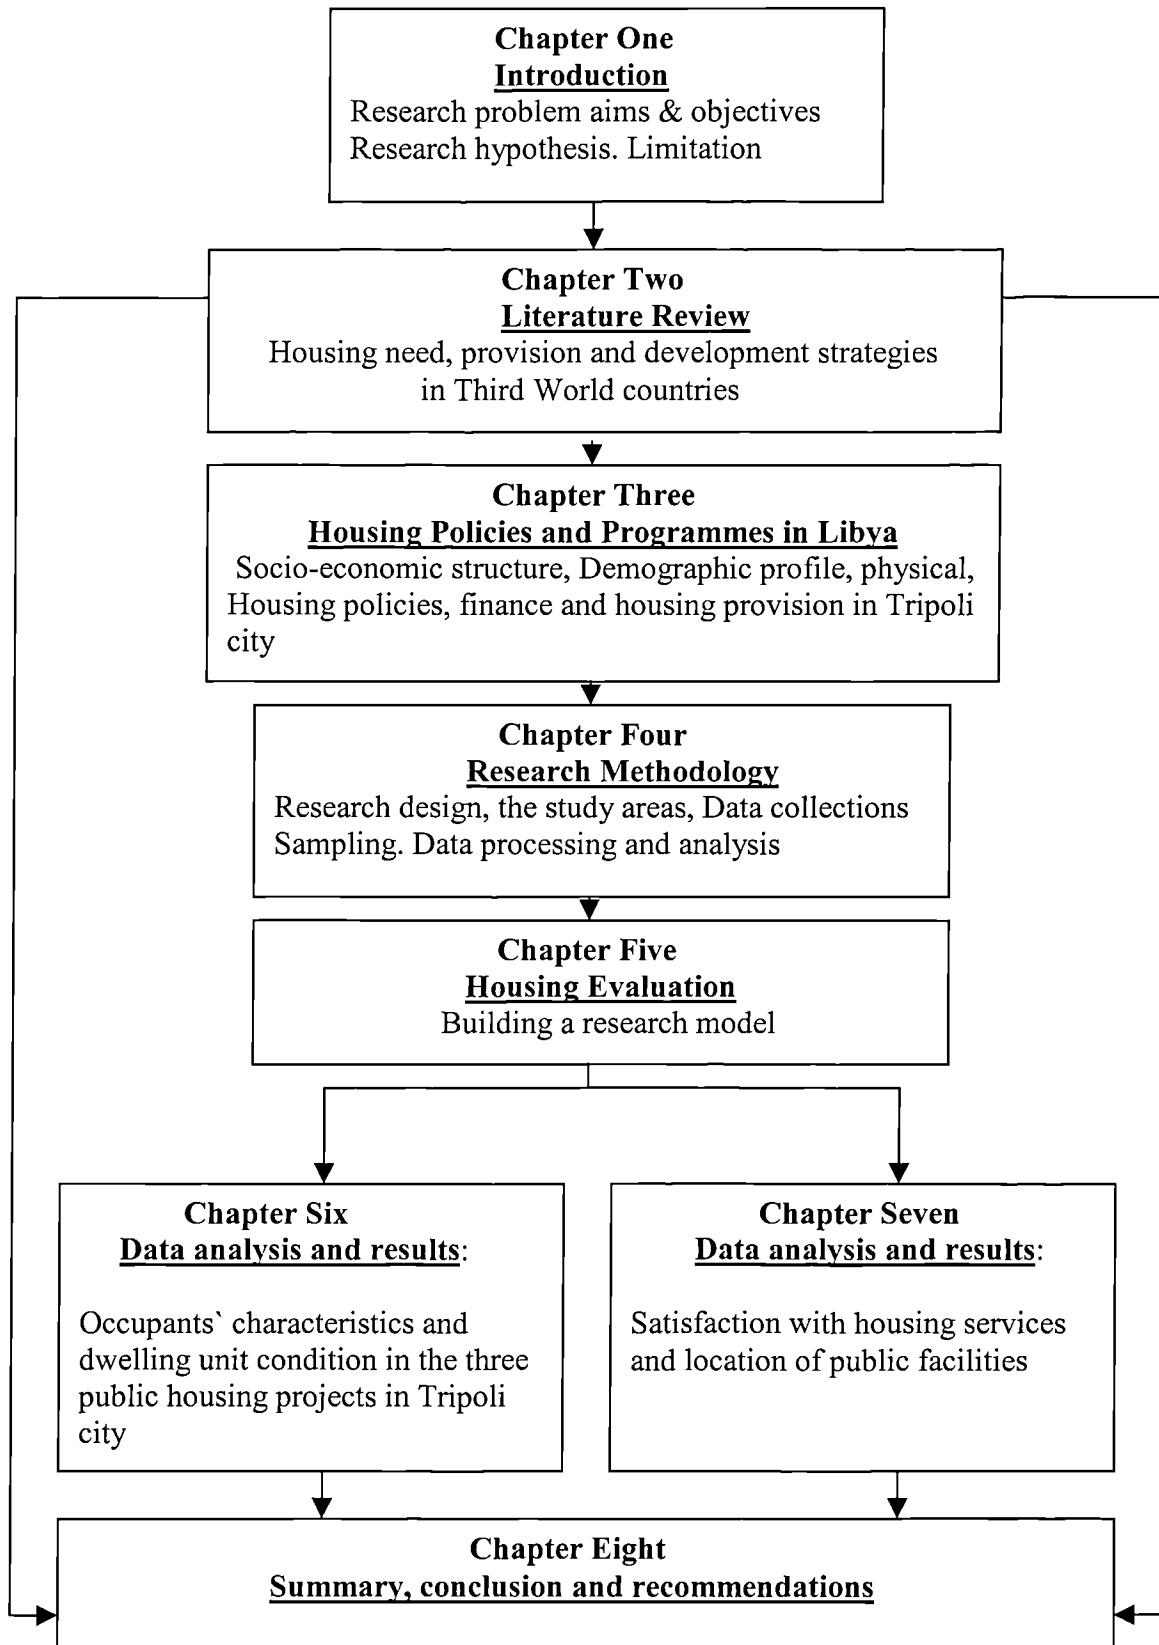 Chapter One
Introduction
Research problem aims & objectives
Research hypothesis. Limitation
Chapter Two
Literature Review
Housing need, provision and development strategies
in Third World countries
Chapter Three
Housing Policies and Programmes in Libya
Socio-economic structure, Demographic profile, physical,
Housing policies, finance and housing provision in Tripoli
city
Chapter Four
Research Methodology
Research design, the study areas, Data collections
Sampling. Data processing and analysis
Chapter Five
Housing Evaluation
Building a research model
Chapter Six
Data analysis and results:
Occupants` characteristics and
dwelling unit condition in the three
public housing projects in Tripoli
city
Chapter Seven
Data analysis and results:
Satisfaction with housing services
and location of public facilities
Chapter Eight
Summary, conclusion and recommendations